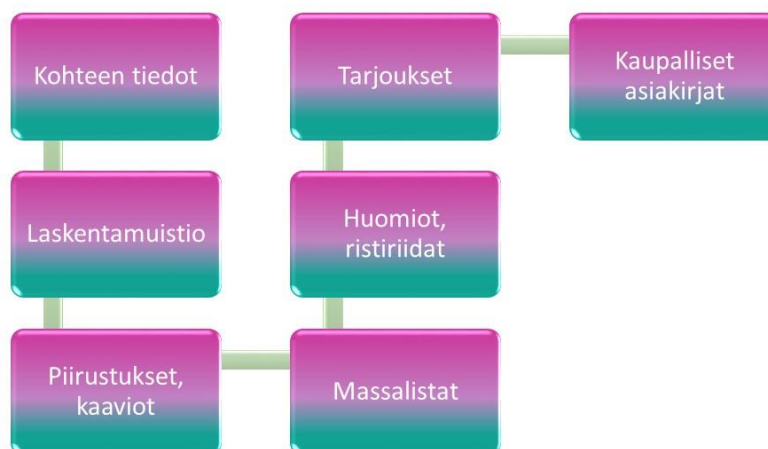 Kohteen tiedot
Laskentamuistio
Piirustukset,
kaaviot
Massalistat
Huomiot,
ristiriidat
Tarjoukset
Kaupalliset
asiakirjat